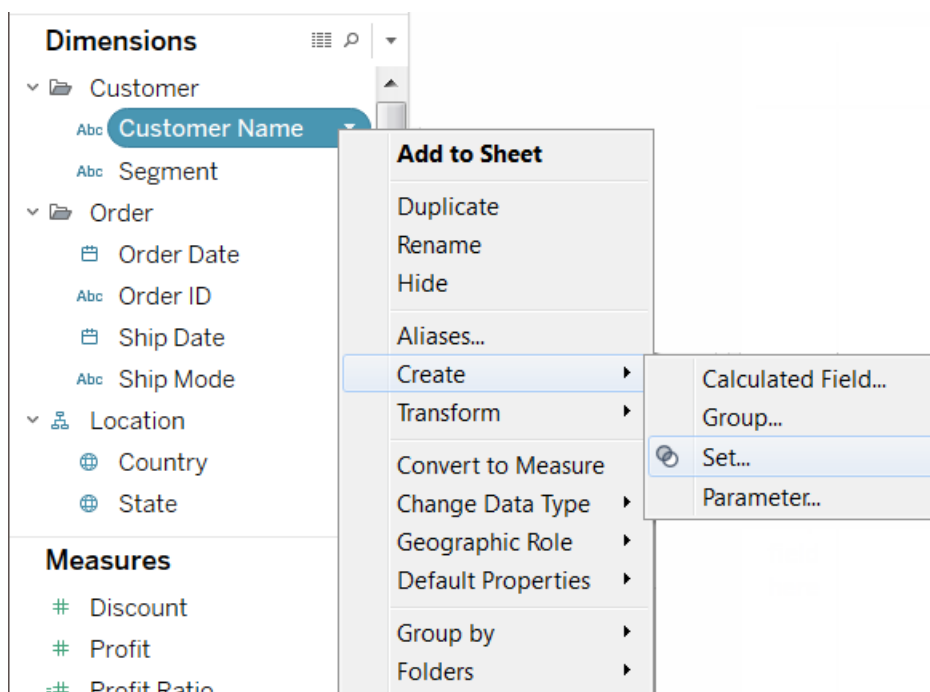 Dimensions
Customer
Abc Customer Name
Abc Segment
Order
Order Date
Abc Order ID
Ship Date
Abc Ship Mode
Location
Country
State
Measures
# Discount
# Profit
=# Profit Ratio
Add to Sheet
Duplicate
Rename
Hide
Aliases...
Create
Transform
Convert to Measure
Change Data Type
Geographic Role
Default Properties
Group by
Folders
Calculated Field...
Group...
Set...
Parameter...